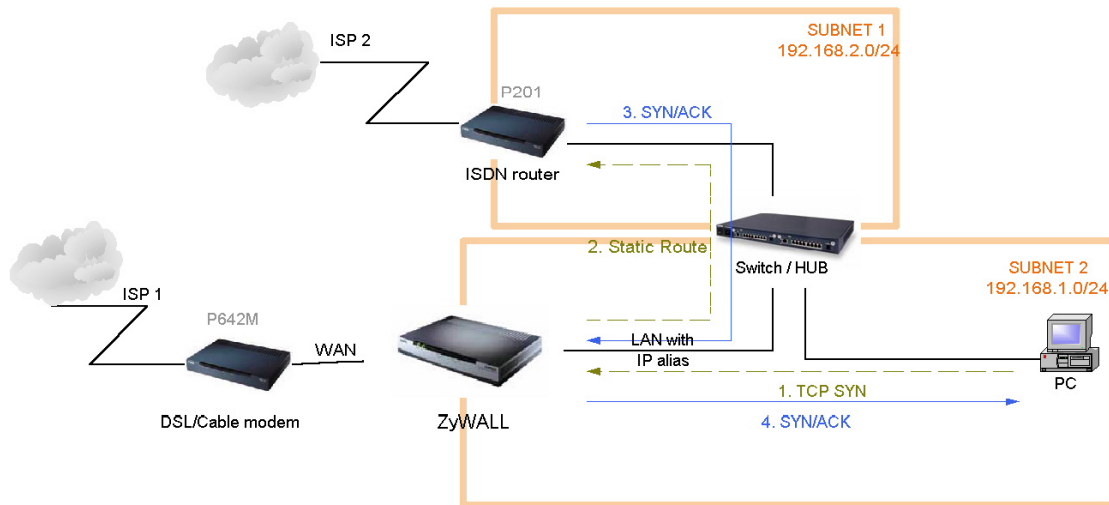 ISP 2
SUBNET 1
192.168.2.0/24
P201
3. SYN/ACK
ISDN router
2. Static Route
Switch / HUB
SUBNET 2
192.168.1.0/24
ISP 1
P642M
WAN
LAN with
IP alias
PC
1. TCP SYN
DSL/Cable modem
ZyWALL
4. SYN/ACK